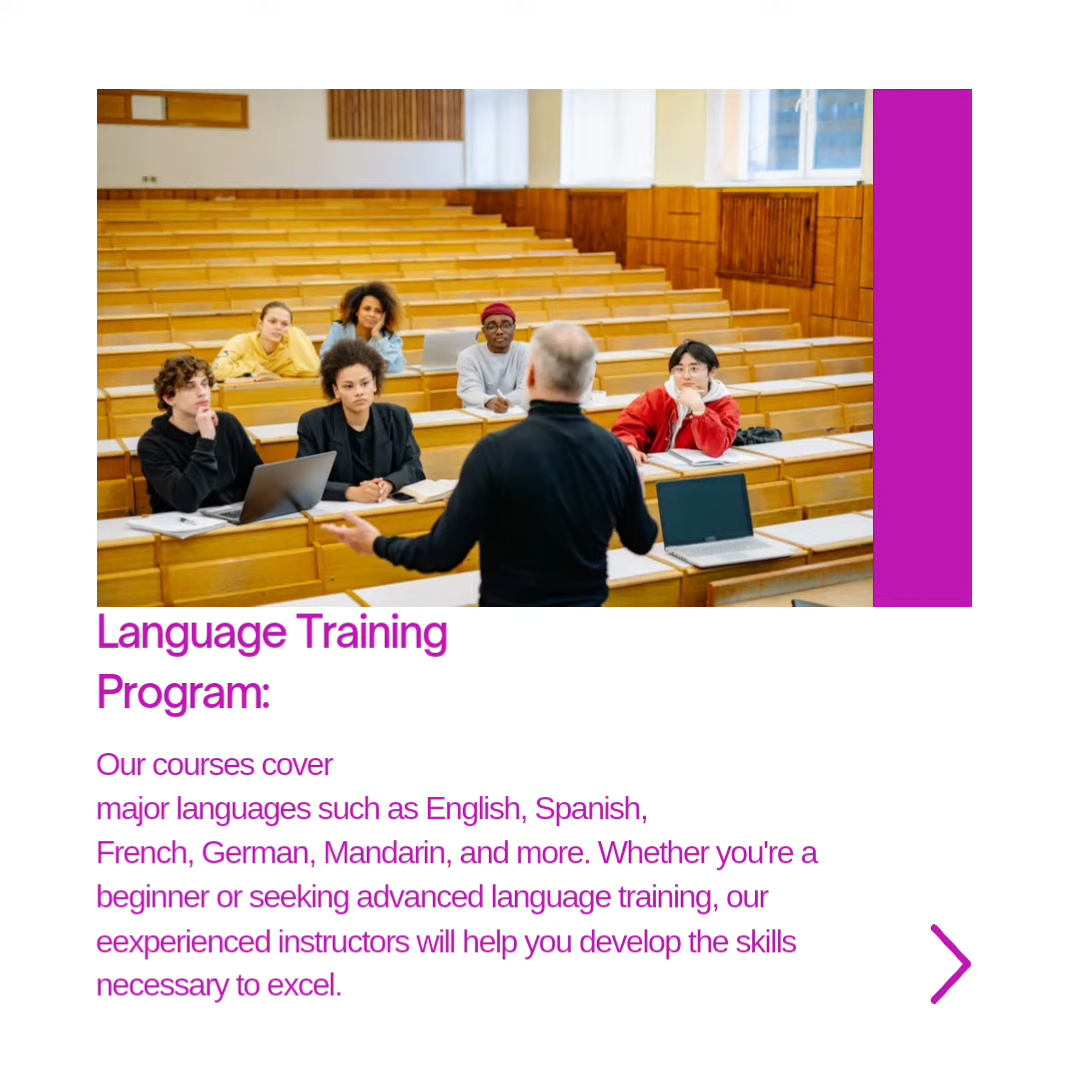 Language Training
Program:
Our courses cover
major languages such as English, Spanish,
French, German, Mandarin, and more. Whether you're a
beginner or seeking advanced language training, our
eexperienced instructors will help you develop the skills
necessary to excel.